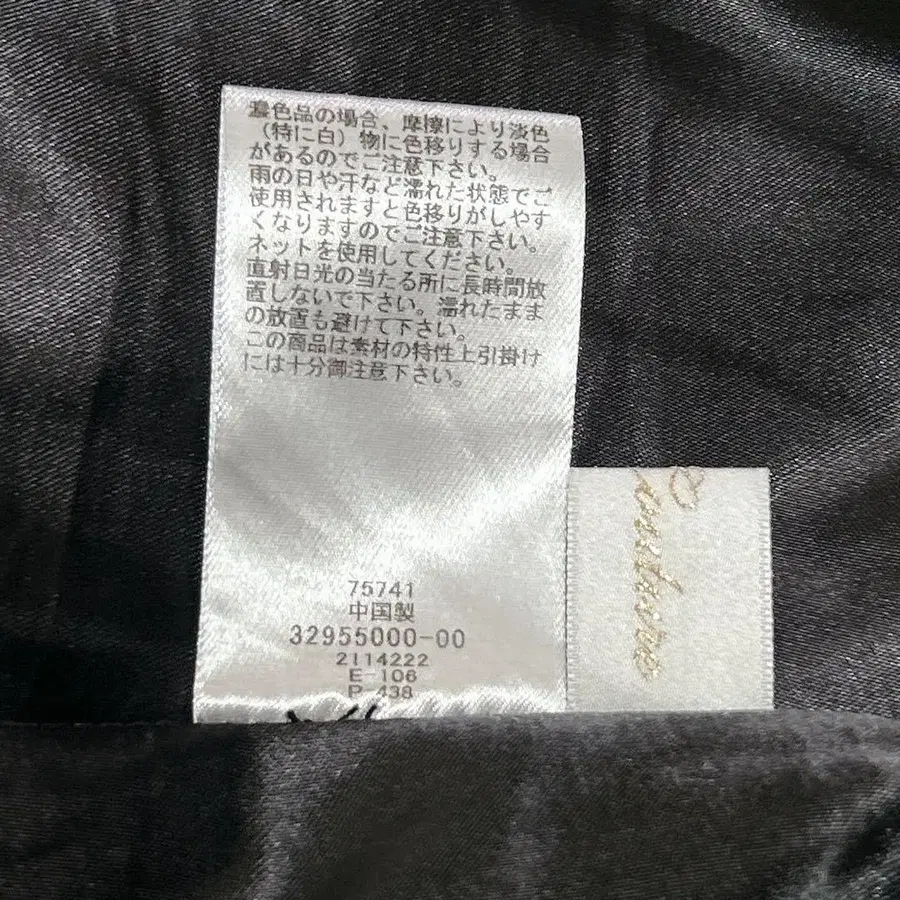 濃色品の場合、摩擦により淡色
(特に白)物に色移りする場合
があるのでご注意下さい。
雨の日や汗など濡れた状態でご
使用されますと色移りがしやす
くなりますのでご注意下さい。
ネットを使用してください。
直射日光の当たる所に長時間放
置しないで下さい。濡れたまま
の放置も避けて下さい。
この商品は素材の特性上引掛け
には十分御注意下さい。
75741
中国製
32955000-00
2114222
E-106
P-438